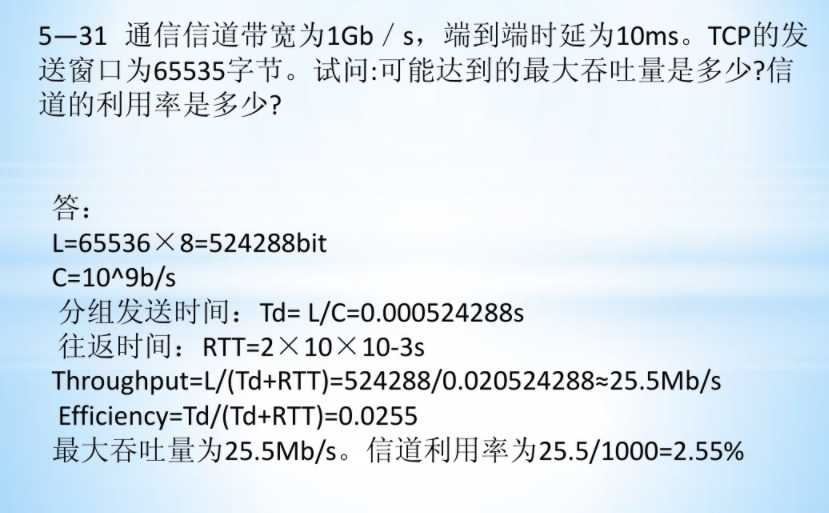 5—31 通信信道带宽为1Gb／s，端到端时延为10ms。TCP的发
送窗口为65535字节。试问:可能达到的最大吞吐量是多少?信
道的利用率是多少?
答：
L=65536×8=524288bit
C=10^9b/s
分组发送时间：Td= L/C=0.000524288s
往返时间：RTT=2×10×10-3s
Throughput=L/(Td+RTT)=524288/0.020524288≈25.5Mb/s
Efficiency=Td/(Td+RTT)=0.0255
最大吞吐量为25.5Mb/s。信道利用率为25.5/1000=2.55%